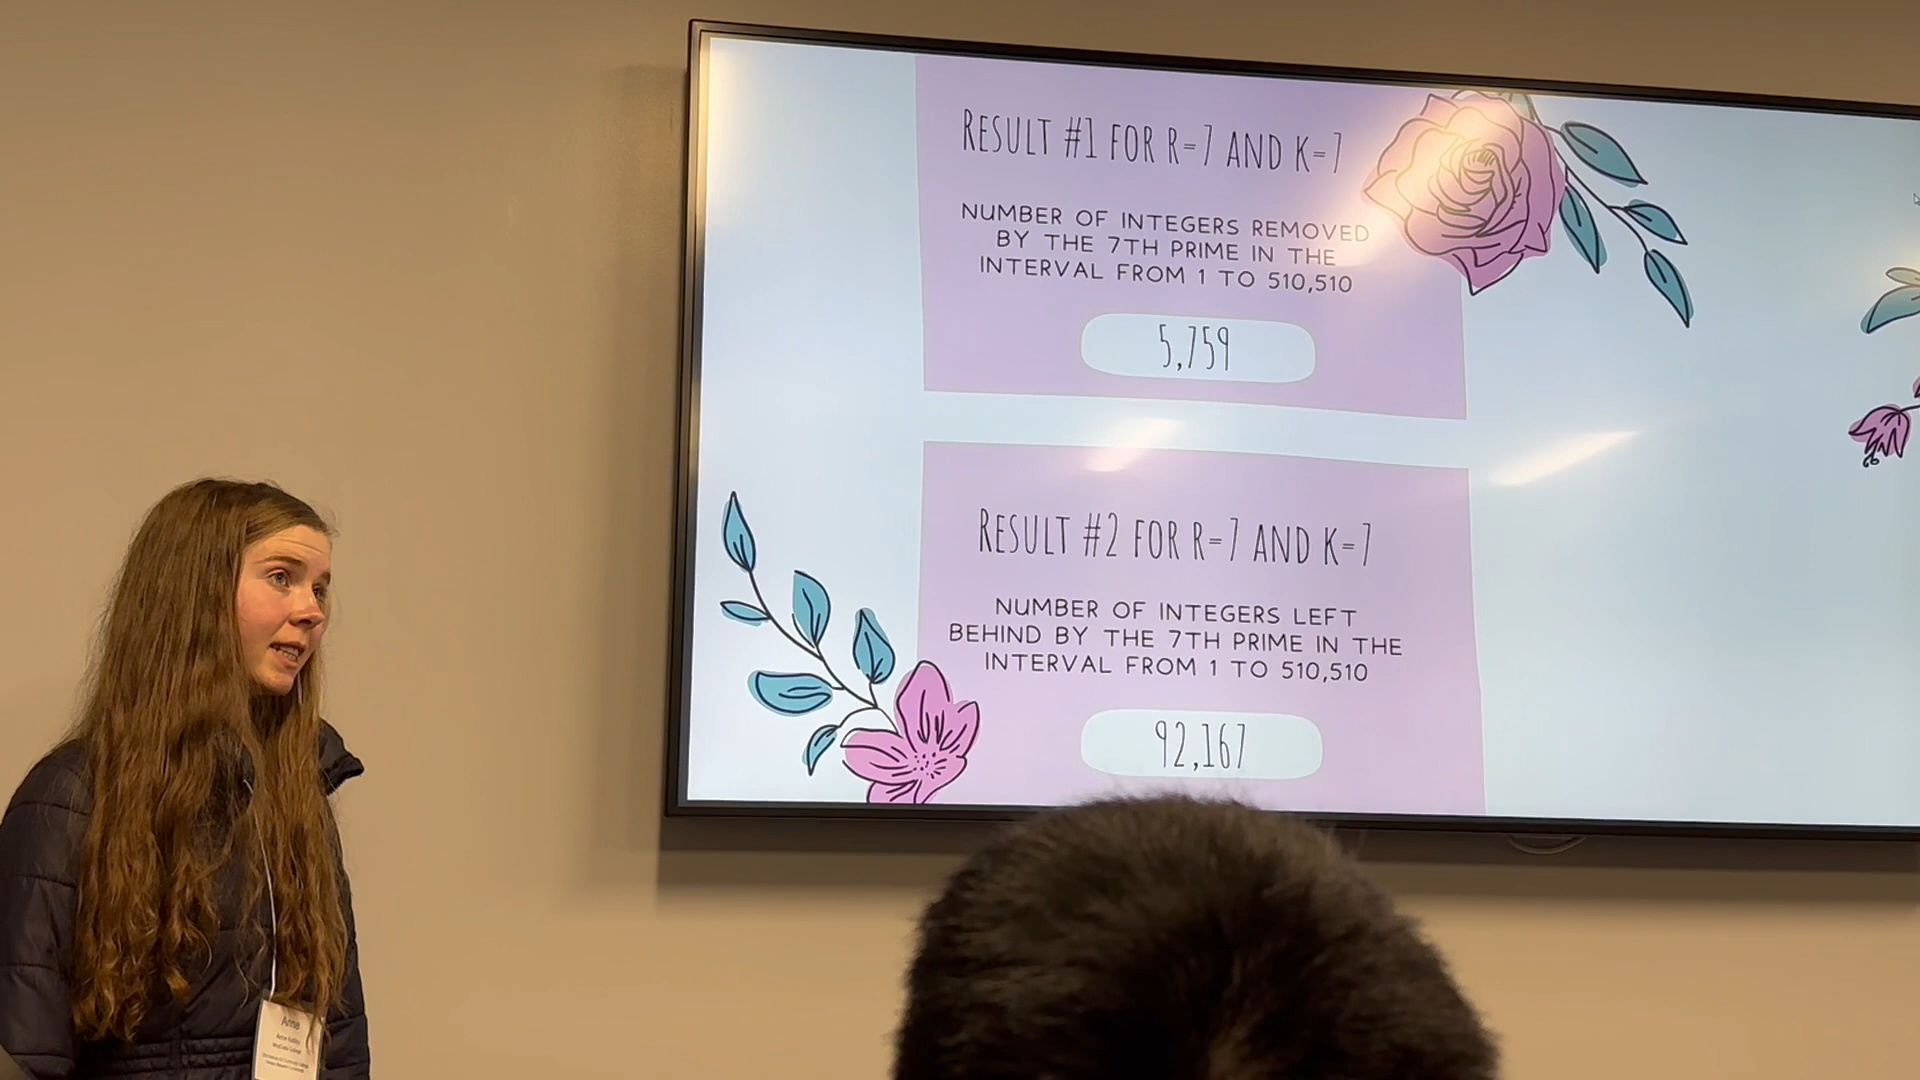 RESULT #1 FOR R=7 AND K=7
NUMBER OF INTEGERS REMOVED
BY THE 7TH PRIME IN THE
INTERVAL FROM 1 TO 510,510
5,759
RESULT #2 FOR R=7 AND K=7
NUMBER OF INTEGERS LEFT
BEHIND BY THE 7TH PRIME IN THE
INTERVAL FROM 1 TO 510,510
92,167
Anne